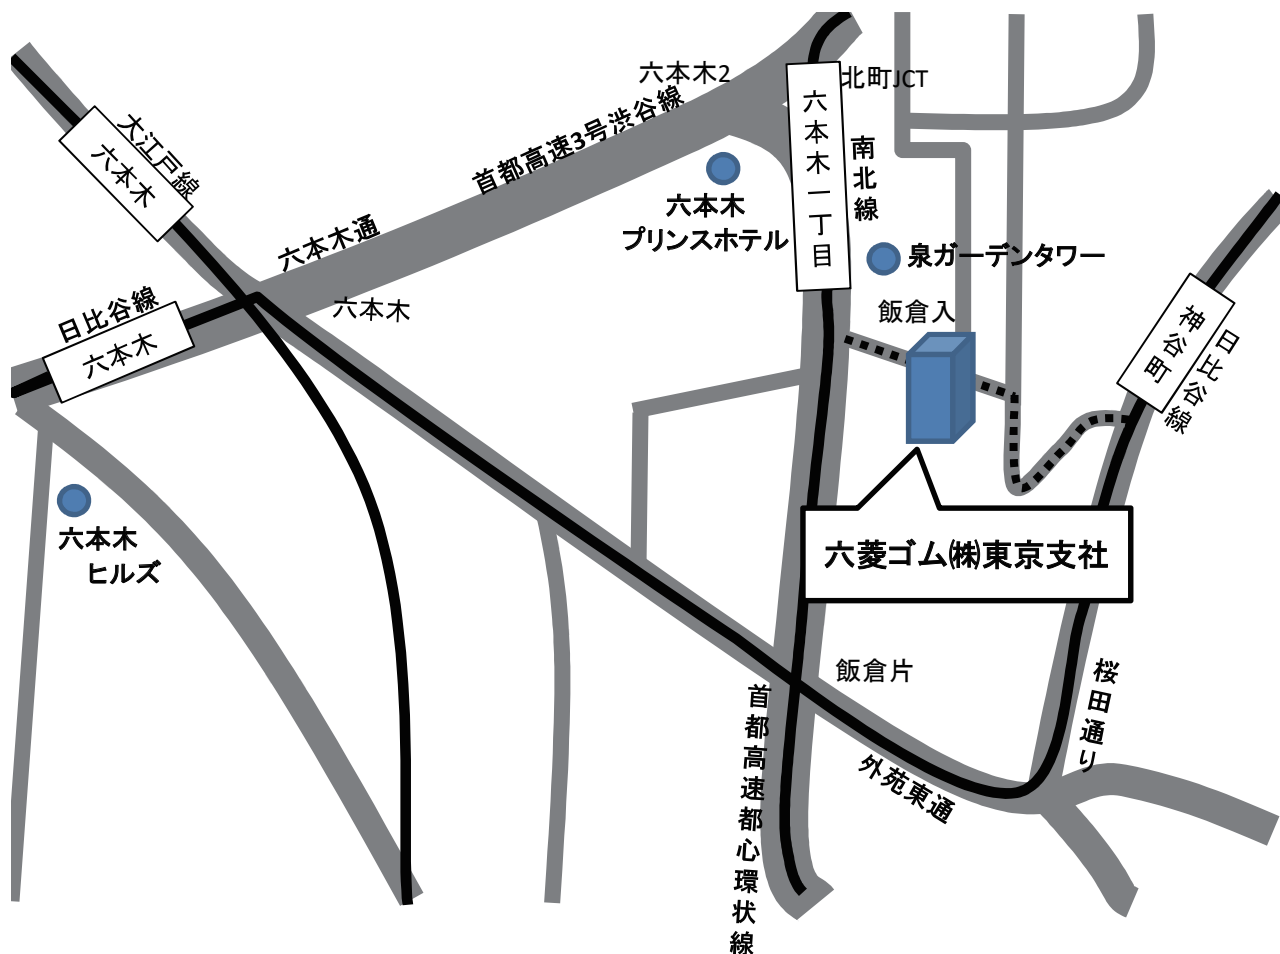 六本木2
北町JCT
首都高速3号渋谷線
大江戸線
六本木
六本木一丁目
南北線
六本木
プリンスホテル
六本木通
泉ガーデンタワー
日比谷線
六本木
六本木
飯倉入
神谷町
日比谷線
六本木
ヒルズ
六菱ゴム㈱東京支社
飯倉片
首都高速都心環状線
桜田通り
外苑東通